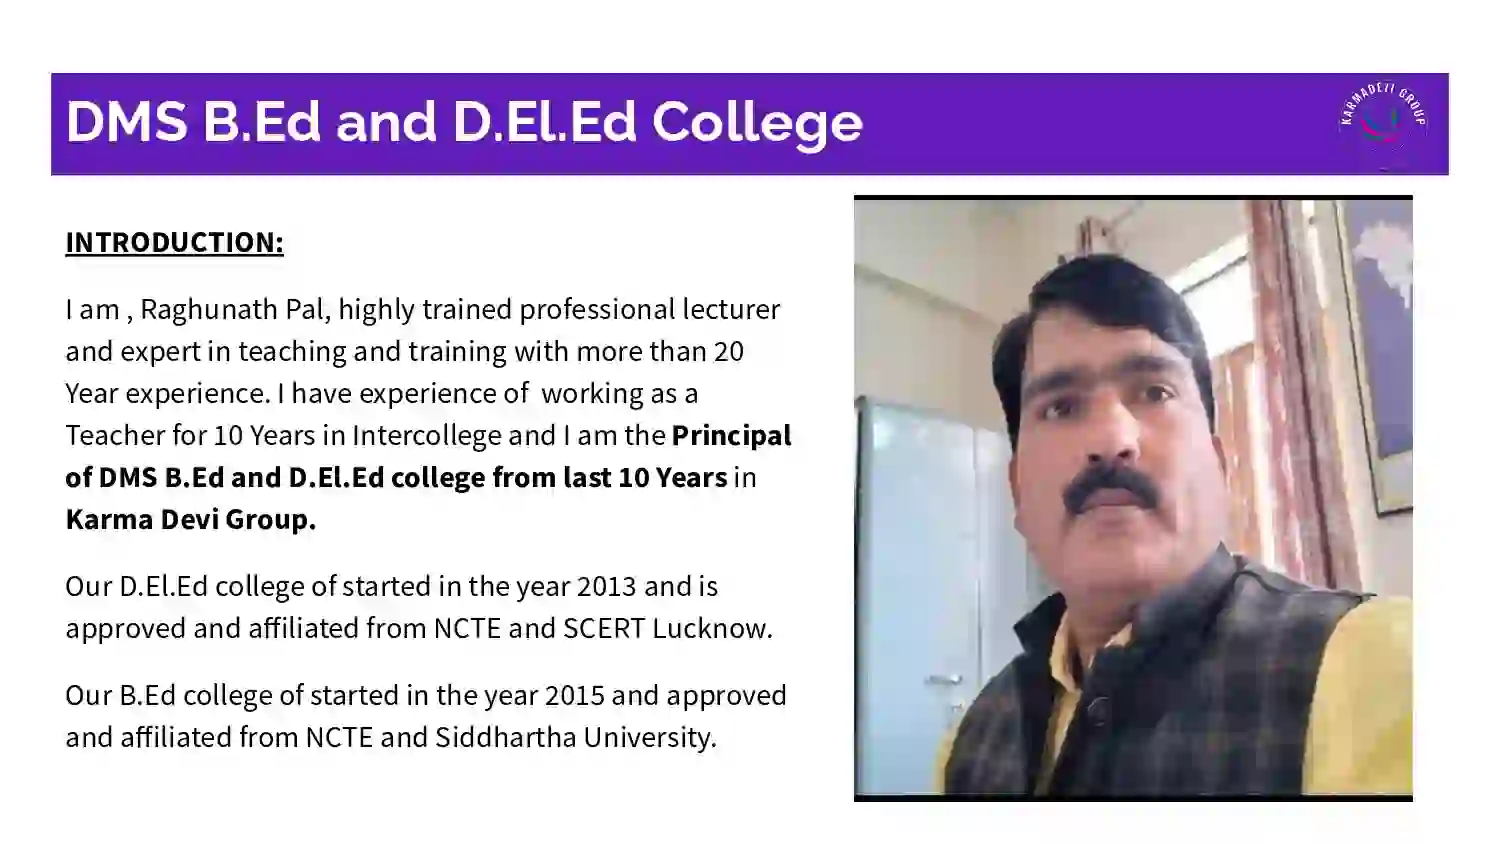 DMS B.Ed and D.El.Ed College
KARMADEVI GROUP
INTRODUCTION:
I am , Raghunath Pal, highly trained professional lecturer
and expert in teaching and training with more than 20
Year experience. I have experience of  working as a
Teacher for 10 Years in Intercollege and I am the Principal
of DMS B.Ed and D.El.Ed college from last 10 Years in
Karma Devi Group.
Our D.El.Ed college of started in the year 2013 and is
approved and affiliated from NCTE and SCERT Lucknow.
Our B.Ed college of started in the year 2015 and approved
and affiliated from NCTE and Siddhartha University.